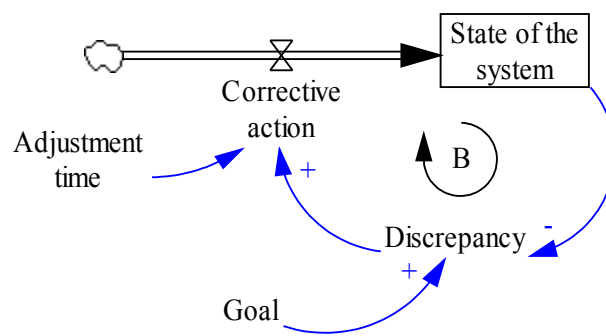 State of the
system
Corrective
action
Adjustment
time
+
B
Discrepancy
-
+
Goal